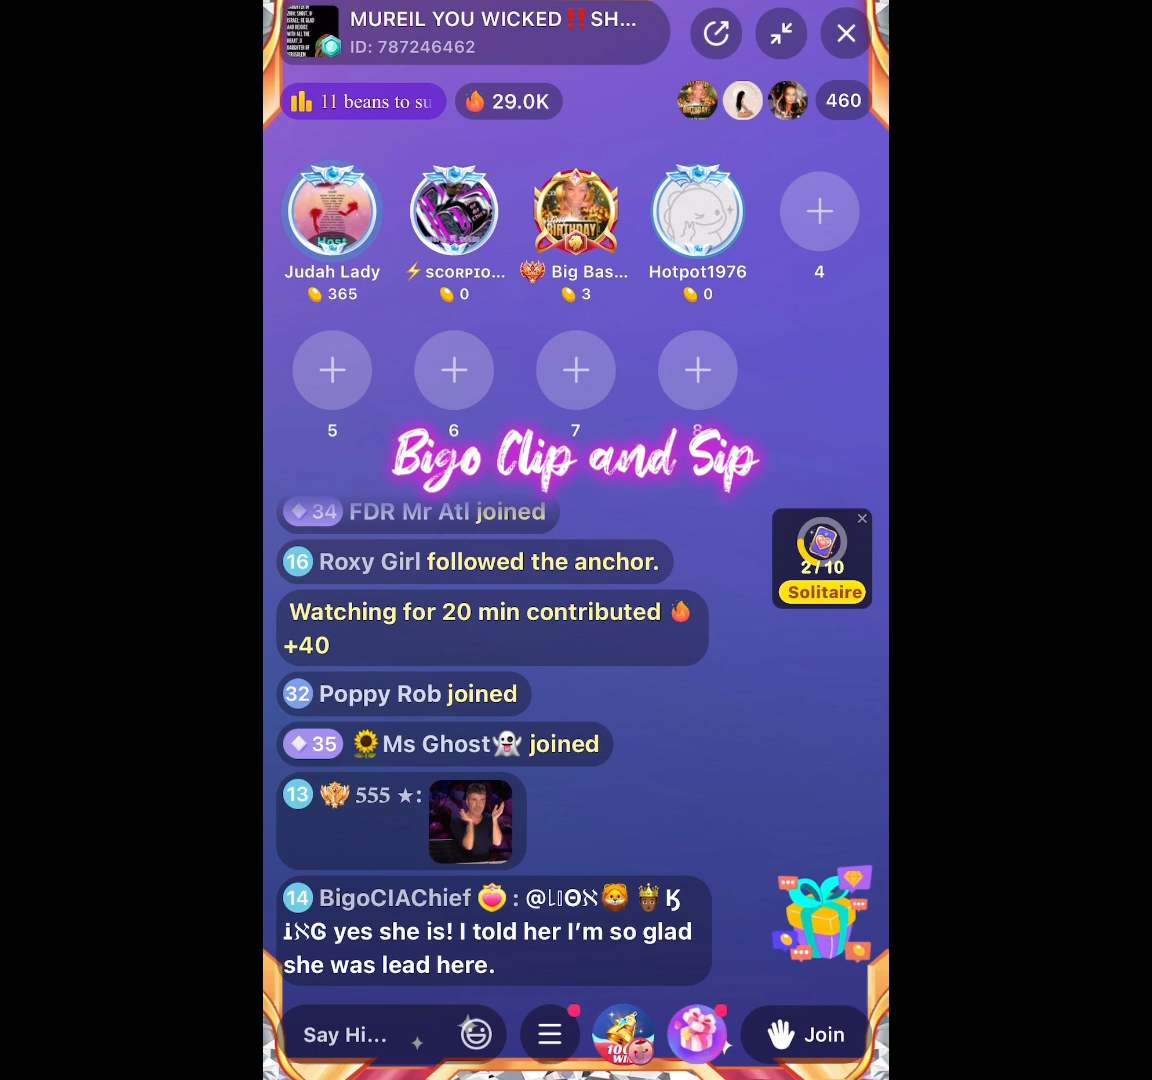 MUREIL YOU WICKED‼️SH...
ID: 787246462
11 beans to su
29.0K
460
Host
BIRTHDAY
Judah Lady
⚡ SCORPIO...
Big Bas...
Hotpot1976
4
365
0
3
0
5
6
7
8
Bigo Clip and Sip
34 FDR Mr Atl joined
16 Roxy Girl followed the anchor.
Watching for 20 min contributed 🔥
+40
2/10
Solitaire
32 Poppy Rob joined
35 🌻Ms Ghost👻 joined
13 555 ★:
14 BigoCIAChief 🍑 : @𐌋𐌉ΘΝ🦁 🤴🏾Ӄ
ɨℵG yes she is! I told her I’m so glad
she was lead here.
Say Hi...
Join